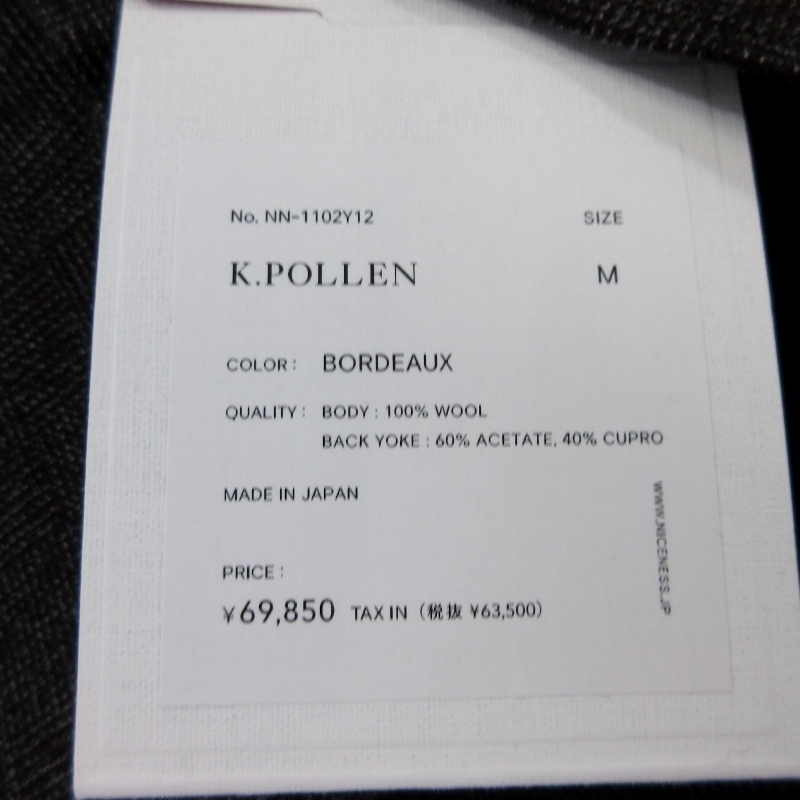 No. NN-1102Y12 SIZE
K.POLLEN M
COLOR: BORDEAUX
QUALITY: BODY : 100% WOOL
BACK YOKE : 60% ACETATE, 40% CUPRO
MADE IN JAPAN
WWW.NICENESS.JP
PRICE:
¥69,850 TAX IN (税抜 ¥63,500)